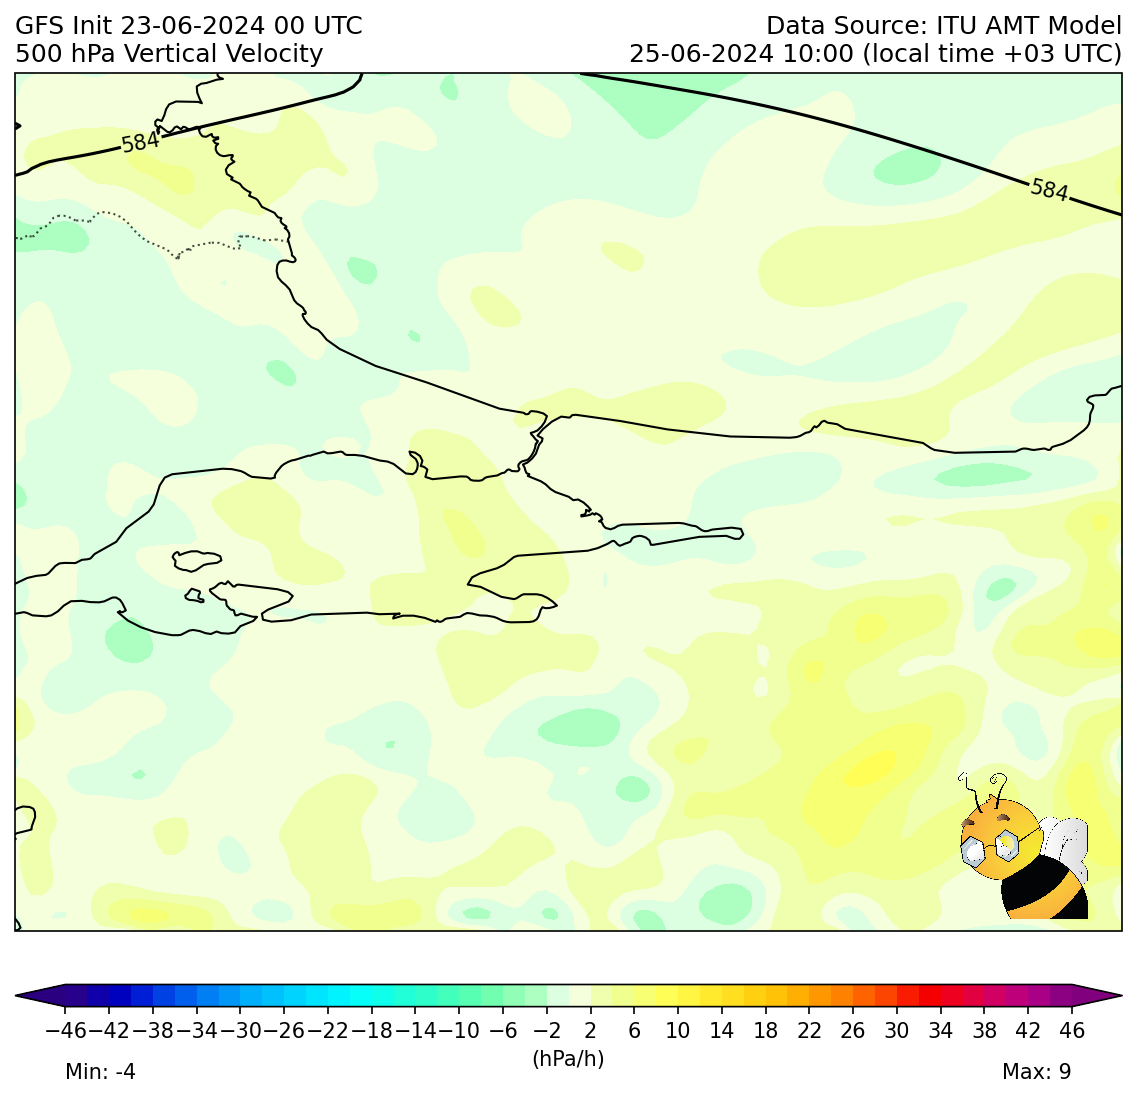 GFS Init 23-06-2024 00 UTC
Data Source: ITU AMT Model
500 hPa Vertical Velocity
25-06-2024 10:00 (local time +03 UTC)
584
584
−46 −42 −38 −34 −30 −26 −22 −18 −14 −10 −6 −2 2 6 10 14 18 22 26 30 34 38 42 46
(hPa/h)
Min: -4
Max: 9